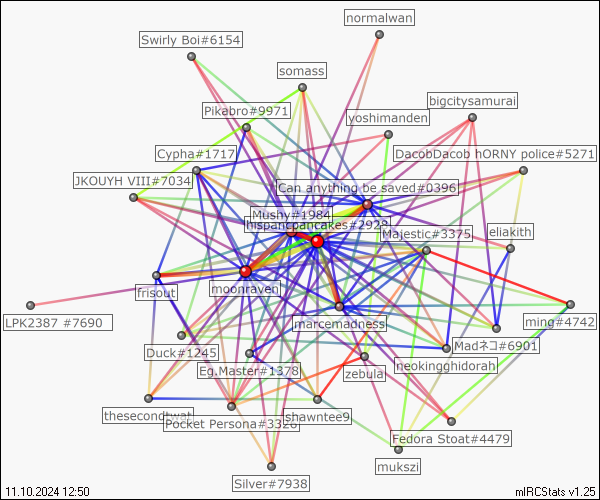 normalwan
Swirly Boi#6154
somass
bigcitysamurai
Pikabro#9971
yoshimanden
Cypha#1717
DacobDacob hORNY police#5271
JKOUYH VIII#7034
Can anything be saved#0396
Mushy#1984
hispanicpancakes#2928
Majestic#3375
eliakith
frisout
moonraven
LPK2387 #7690
marcemadness
ming#4742
Duck#1245
Madネコ#6901
Eg.Master#1378
zebula
neokingghidorah
thesecondtwat
Pocket Persona#3326
shawntee9
Fedora Stoat#4479
mukszi
Silver#7938
11.10.2024 12:50
mIRCStats v1.25